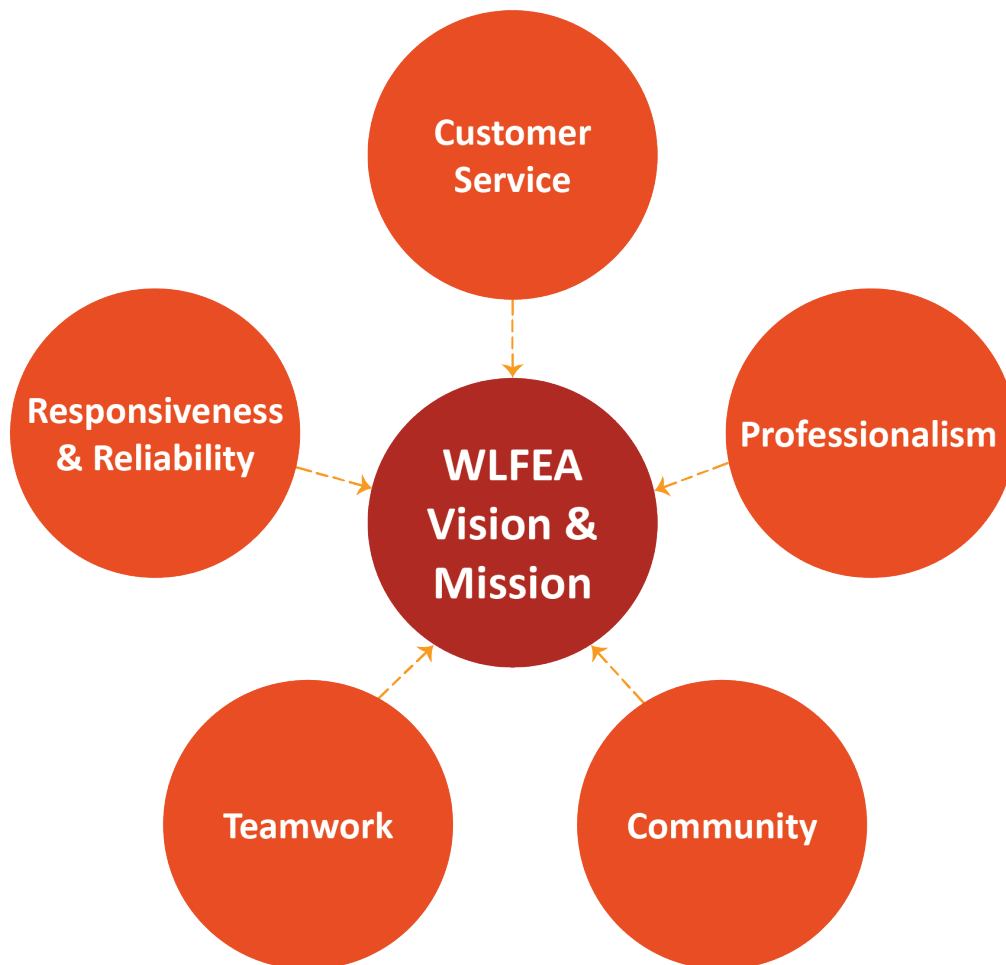 Customer
Service
Responsiveness
& Reliability
Professionalism
WLFEA
Vision &
Mission
Teamwork
Community